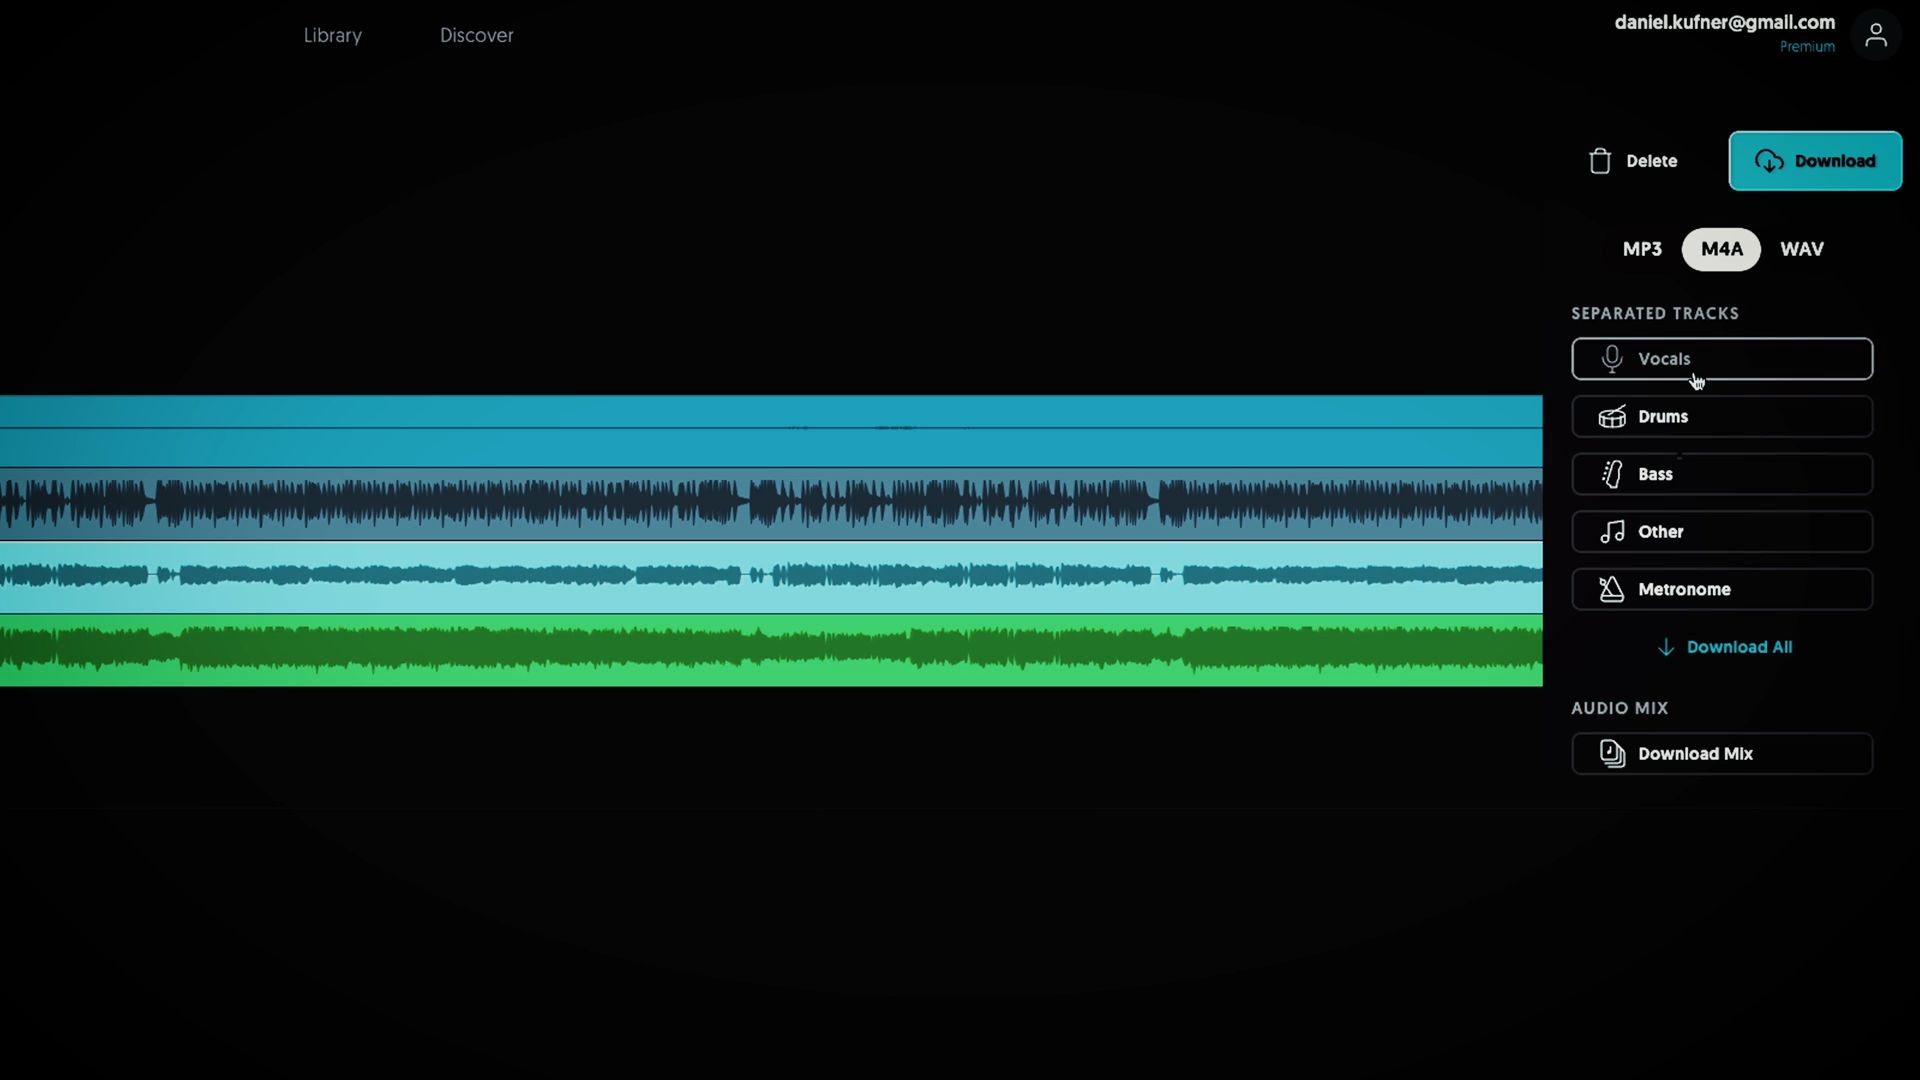 Library
Discover
daniel.kufner@gmail.com
Premium
Delete
Download
MP3
M4A
WAV
SEPARATED TRACKS
Vocals
Drums
Bass
Other
Metronome
Download All
AUDIO MIX
Download Mix